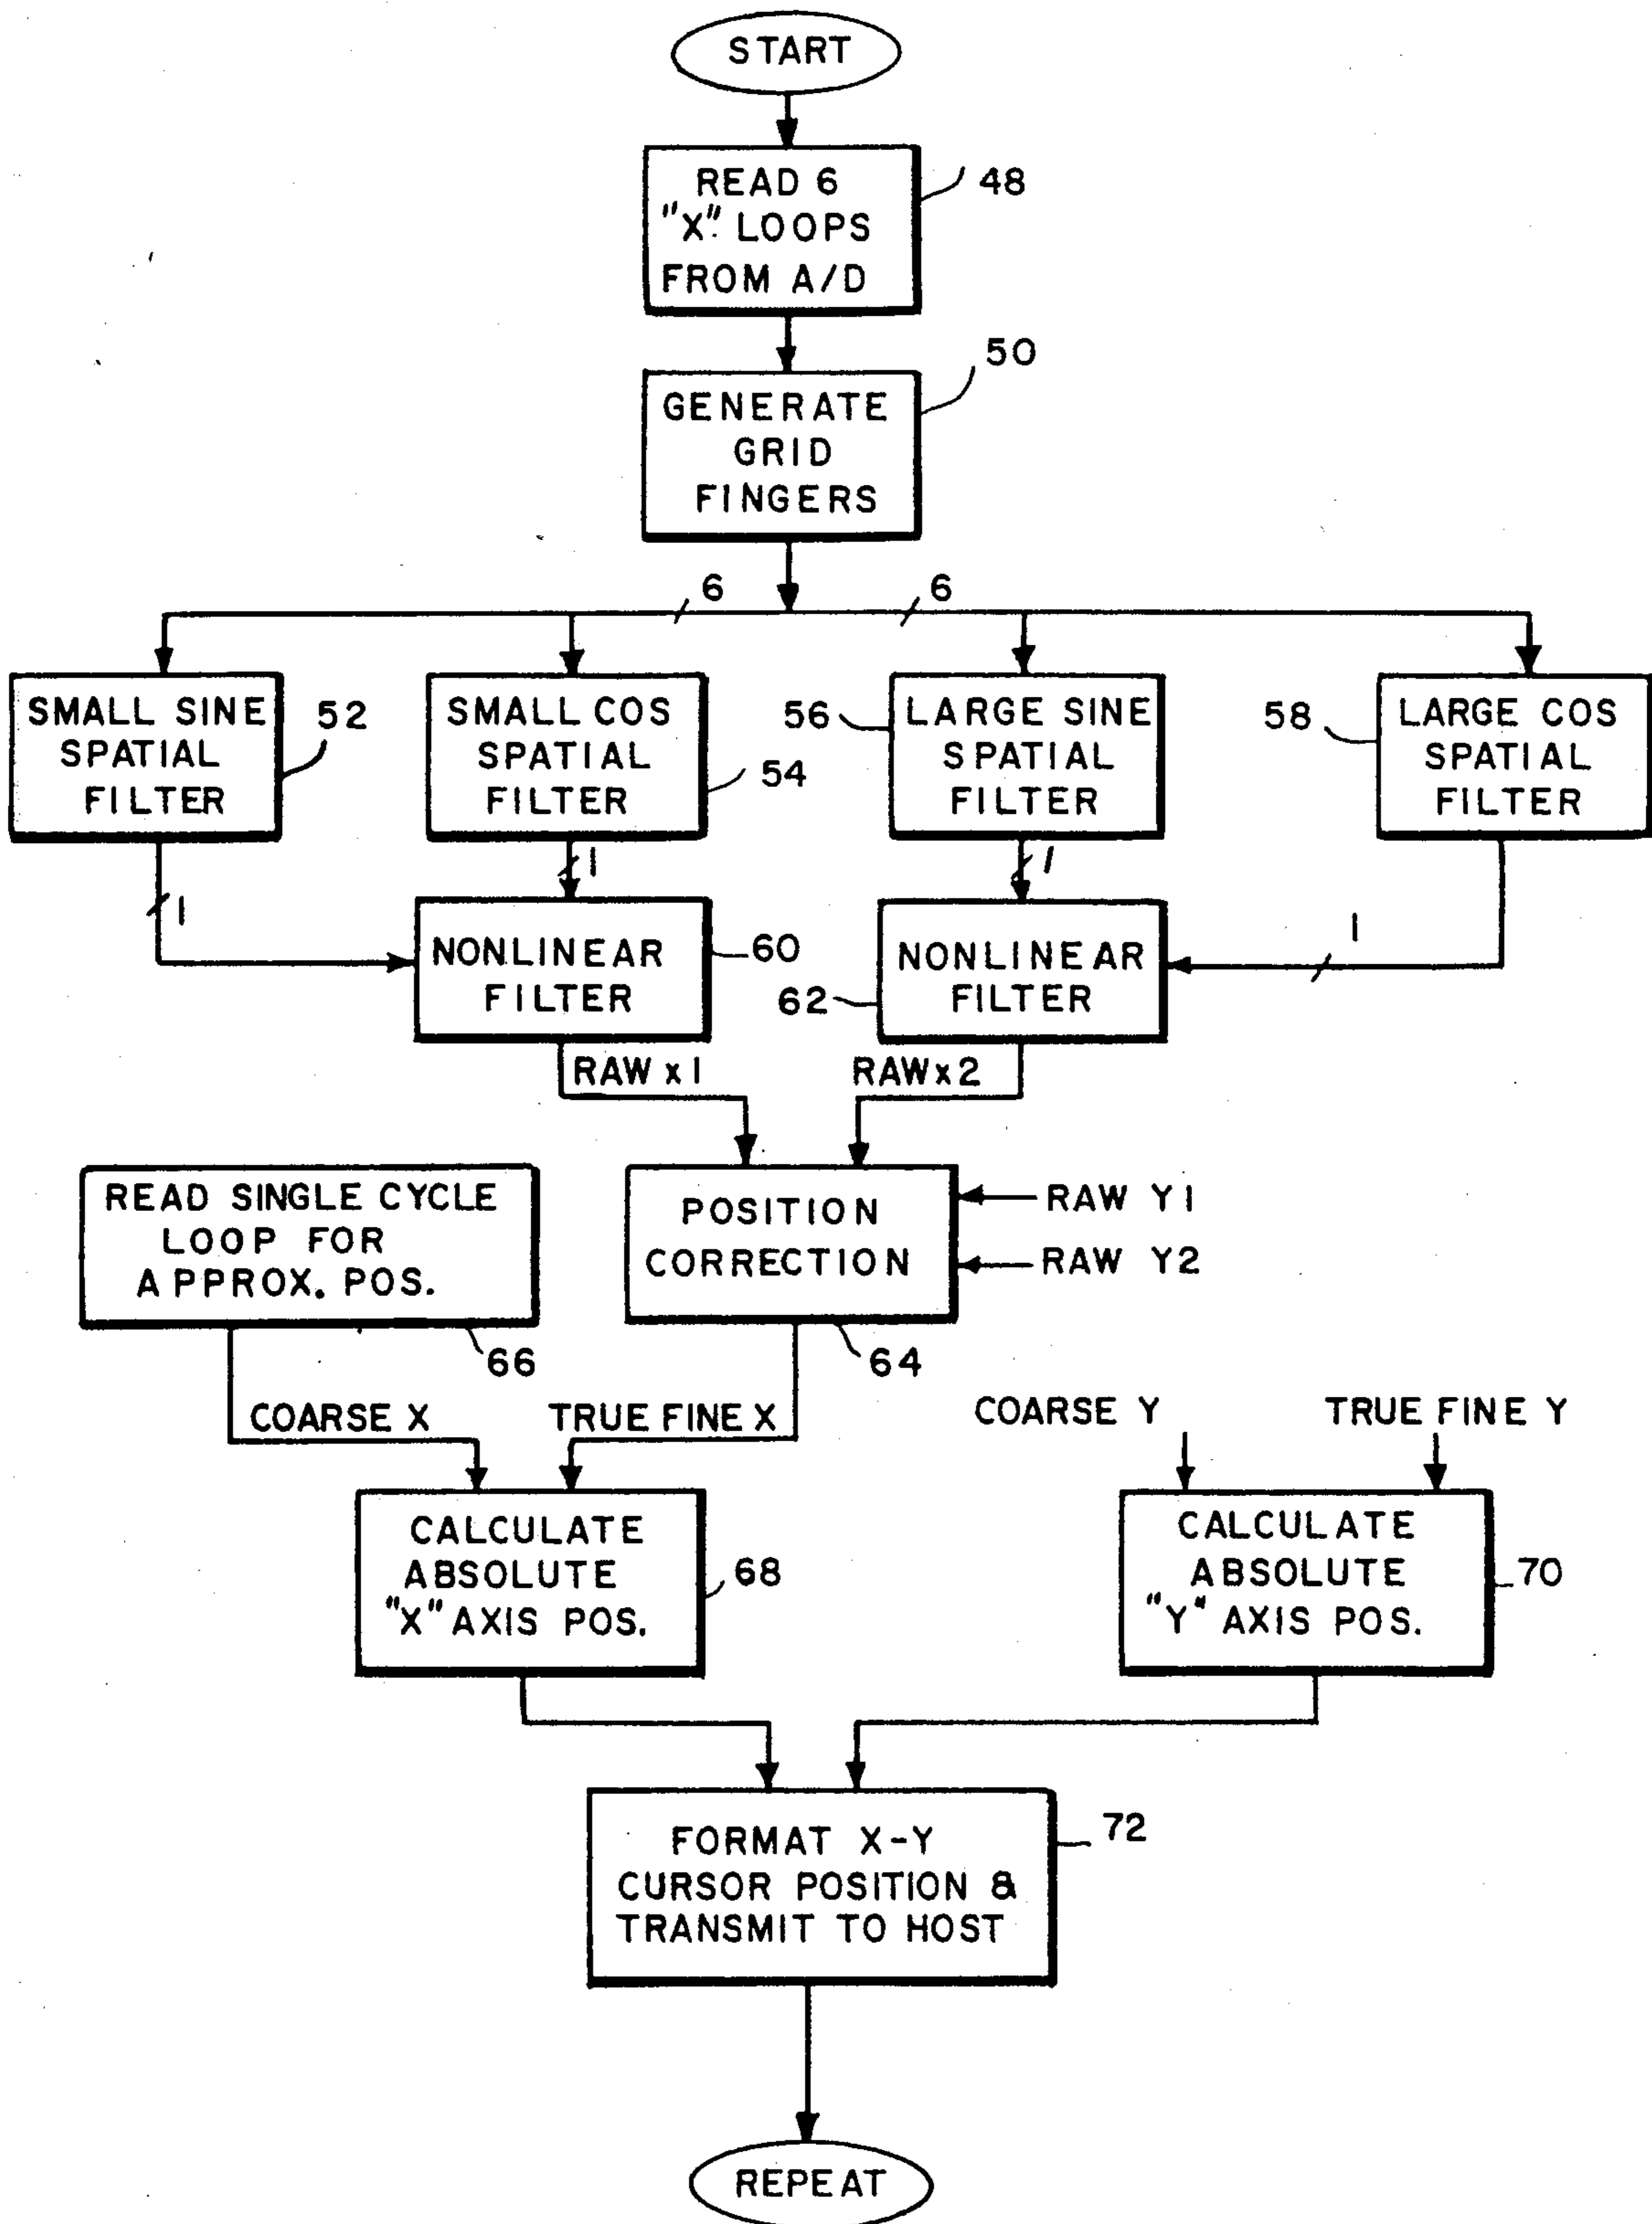 START
READ 6
"X" LOOPS
FROM A/D
48
GENERATE
GRID
FINGERS
50
6
6
SMALL SINE
SPATIAL
FILTER
52
SMALL COS
SPATIAL
FILTER
54
LARGE SINE
SPATIAL
FILTER
56
LARGE COS
SPATIAL
FILTER
58
1
1
1
1
NONLINEAR
FILTER
60
NONLINEAR
FILTER
62
RAW x1
RAW x2
READ SINGLE CYCLE
LOOP FOR
APPROX. POS.
66
POSITION
CORRECTION
64
RAW Y1
RAW Y2
COARSE X
TRUE FINE X
COARSE Y
TRUE FINE Y
CALCULATE
ABSOLUTE
"X" AXIS POS.
68
CALCULATE
ABSOLUTE
"Y" AXIS POS.
70
FORMAT X-Y
CURSOR POSITION &
TRANSMIT TO HOST
72
REPEAT